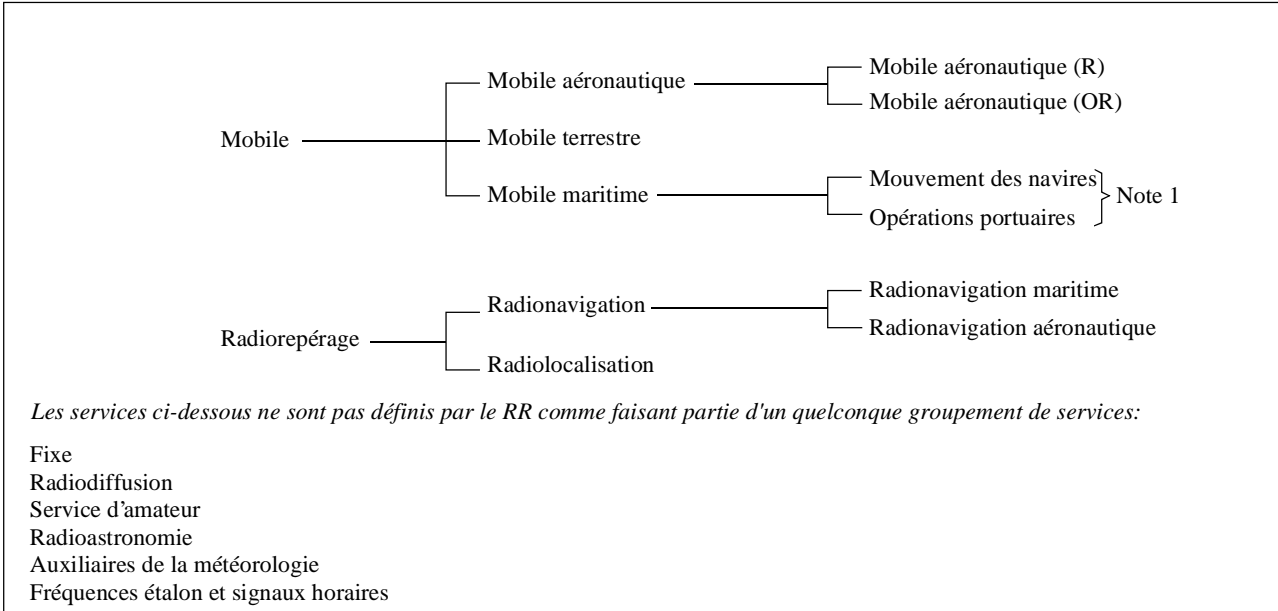 Mobile aéronautique (R)
Mobile aéronautique
Mobile aéronautique (OR)
Mobile
Mobile terrestre
Mouvement des navires
Mobile maritime
Note 1
Opérations portuaires
Radionavigation maritime
Radionavigation
Radionavigation aéronautique
Radiorepérage
Radiolocalisation
Les services ci-dessous ne sont pas définis par le RR comme faisant partie d'un quelconque groupement de services:
Fixe
Radiodiffusion
Service d’amateur
Radioastronomie
Auxiliaires de la météorologie
Fréquences étalon et signaux horaires